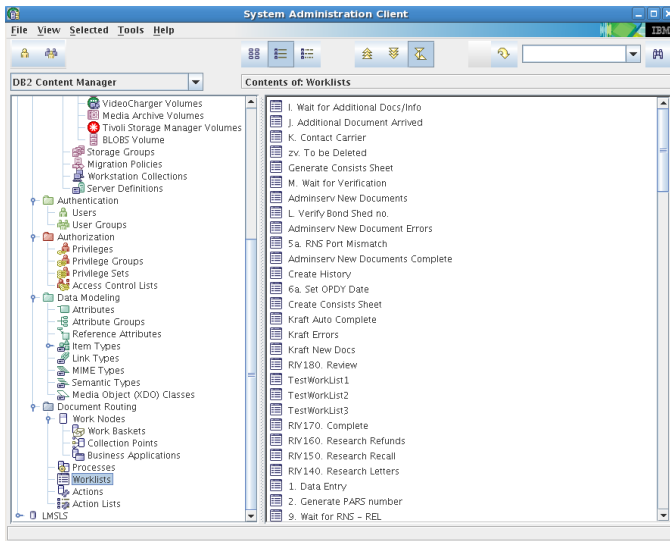 System Administration Client
File View Selected Tools Help
IBM
DB2 Content Manager
Contents of: Worklists
VideoCharger Volumes
Media Archive Volumes
Tivoli Storage Manager Volumes
BLOBS Volume
Storage Groups
Migration Policies
Workstation Collections
Server Definitions
Authentication
Users
User Groups
Authorization
Privileges
Privilege Groups
Privilege Sets
Access Control Lists
Data Modeling
Attributes
Attribute Groups
Reference Attributes
Item Types
Link Types
MIME Types
Semantic Types
Media Object (XDO) Classes
Document Routing
Work Nodes
Work Baskets
Collection Points
Business Applications
Processes
Worklists
Actions
Action Lists
LMSLS
I. Wait for Additional Docs/Info
J. Additional Document Arrived
K. Contact Carrier
zv. To be Deleted
Generate Consists Sheet
M. Wait for Verification
Adminserv New Documents
L. Verify Bond Shed no.
Adminserv New Document Errors
5a. RNS Port Mismatch
Adminserv New Documents Complete
Create History
6a. Set OPDY Date
Create Consists Sheet
Kraft Auto Complete
Kraft Errors
Kraft New Docs
RIV180. Review
TestWorkList1
TestWorkList2
TestWorkList3
RIV170. Complete
RIV160. Research Refunds
RIV150. Research Recall
RIV140. Research Letters
1. Data Entry
2. Generate PARS number
9. Wait for RNS - REL